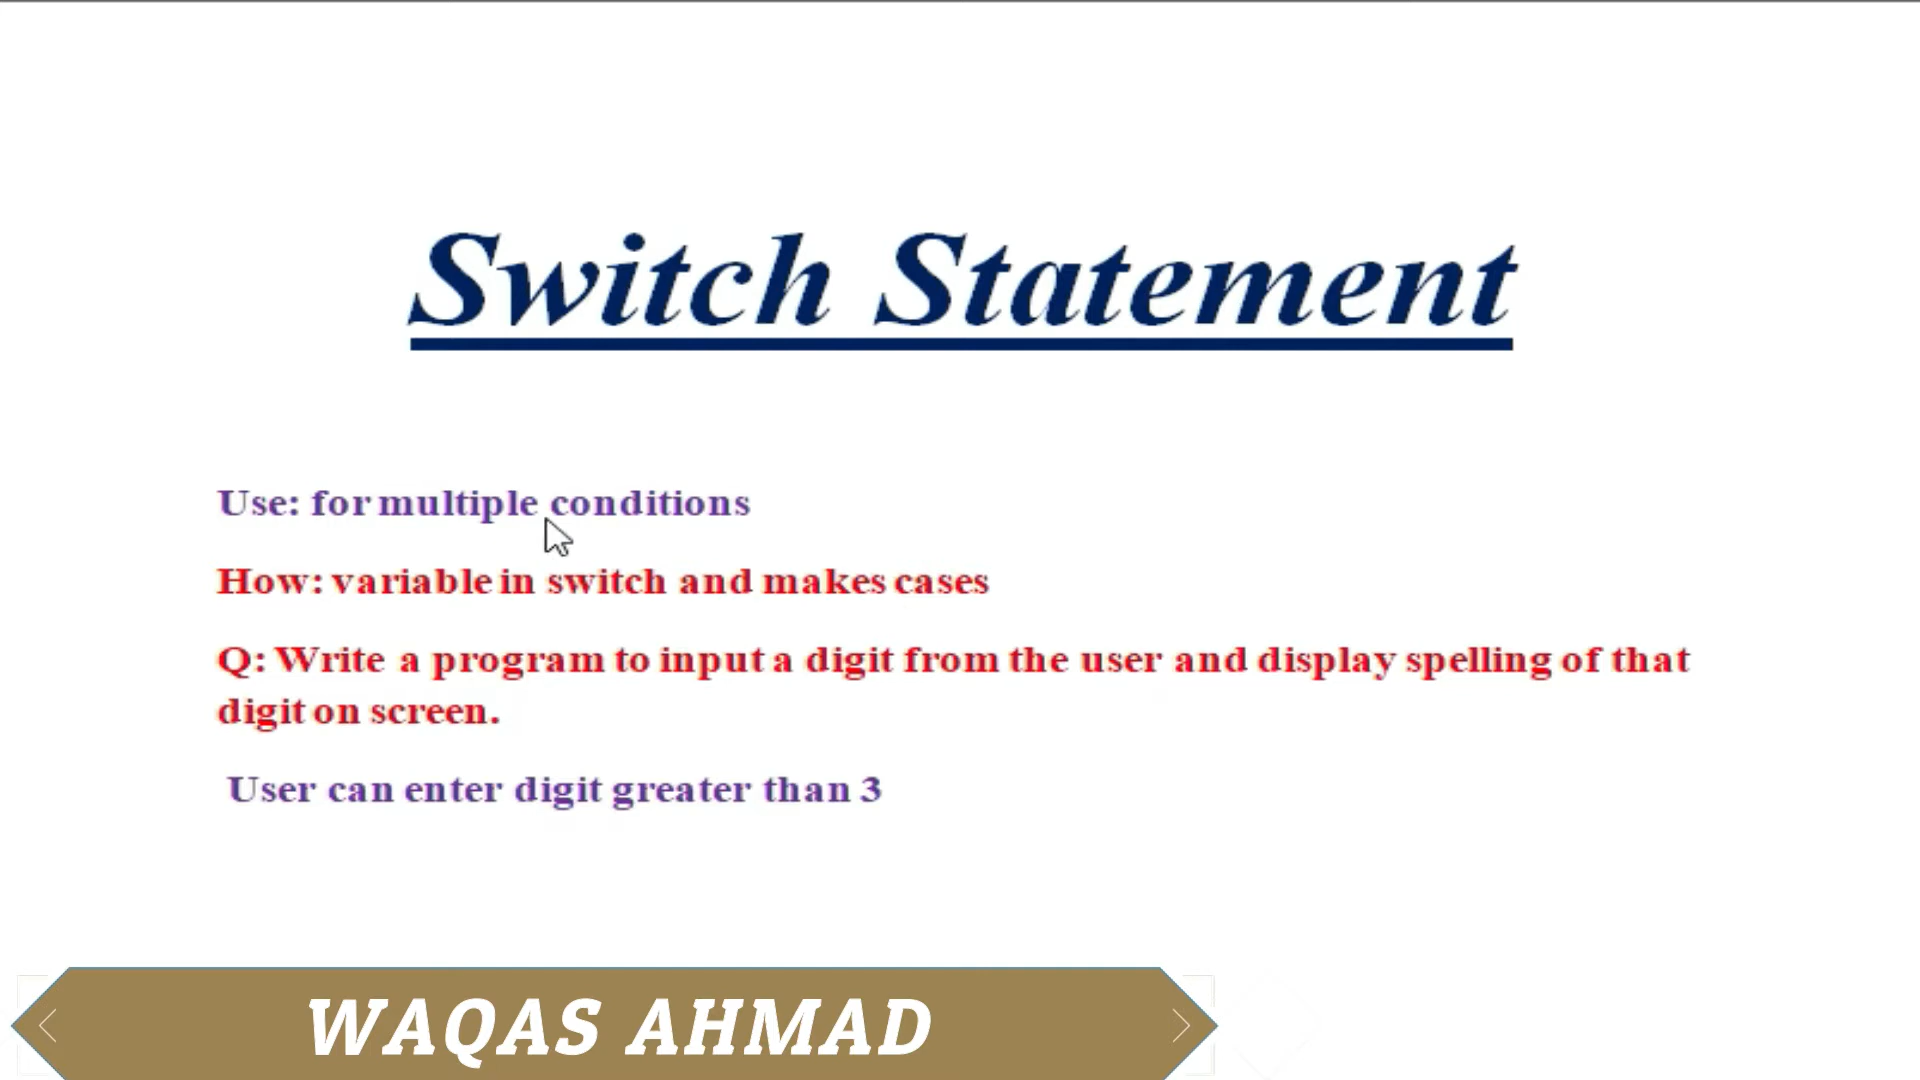 Switch Statement
Use: for multiple conditions
How: variable in switch and makes cases
Q: Write a program to input a digit from the user and display spelling of that
digit on screen.
User can enter digit greater than 3
WAQAS AHMAD